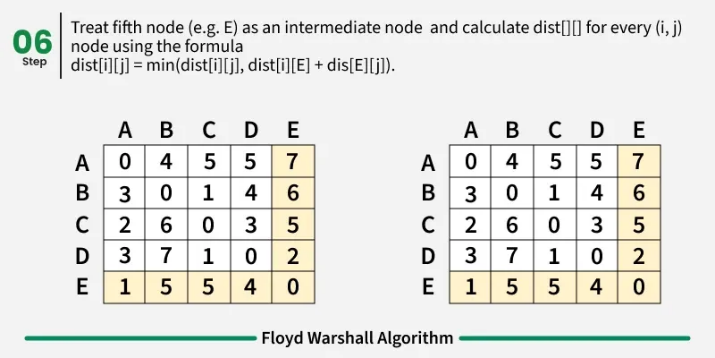 06
Step
Treat fifth node (e.g. E) as an intermediate node and calculate dist[][] for every (i, j)
node using the formula
dist[i][j] = min(dist[i][j], dist[i][E] + dis[E][j]).
A B C D E
A 0 4 5 5 7
B 3 0 1 4 6
C 2 6 0 3 5
D 3 7 1 0 2
E 1 5 5 4 0
A B C D E
A 0 4 5 5 7
B 3 0 1 4 6
C 2 6 0 3 5
D 3 7 1 0 2
E 1 5 5 4 0
Floyd Warshall Algorithm